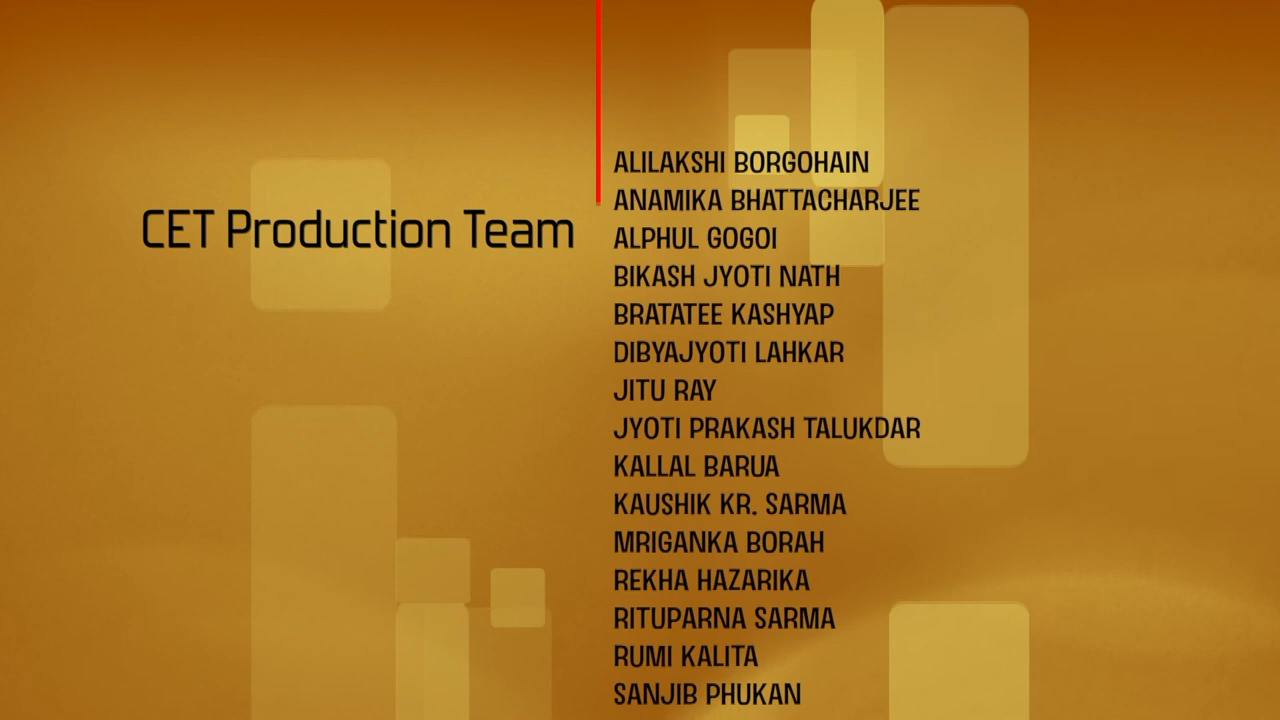 CET Production Team
ALILAKSHI BORGOHAIN
ANAMIKA BHATTACHARJEE
ALPHUL GOGOI
BIKASH JYOTI NATH
BRATATEE KASHYAP
DIBYAJYOTI LAHKAR
JITU RAY
JYOTI PRAKASH TALUKDAR
KALLAL BARUA
KAUSHIK KR. SARMA
MRIGANKA BORAH
REKHA HAZARIKA
RITUPARNA SARMA
RUMI KALITA
SANJIB PHUKAN